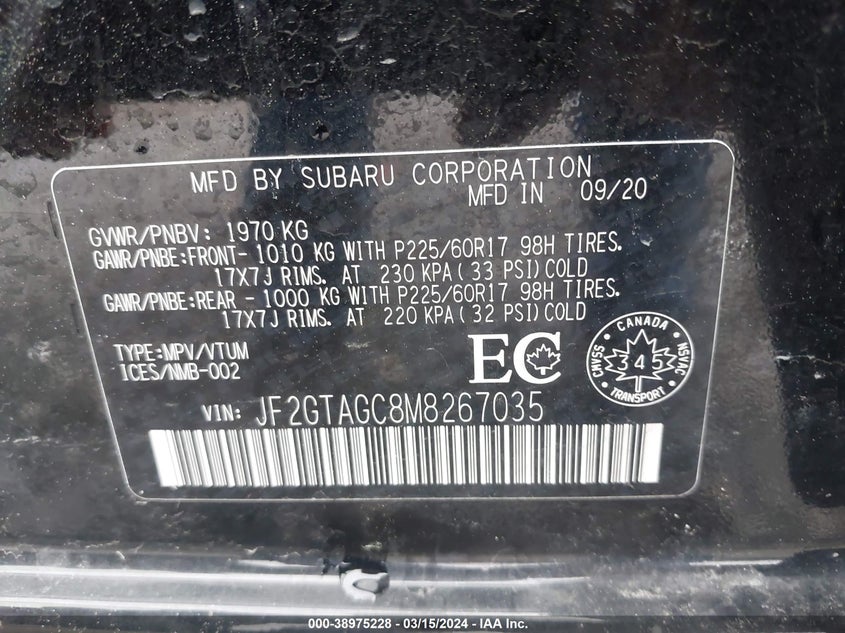 MFD BY SUBARU CORPORATION
MFD IN 09/20
GVWR/PNBV: 1970 KG
GAWR/PNBE:FRONT- 1010 KG WITH P225/60R17 98H TIRES.
17X7J RIMS. AT 230 KPA(33 PSI)COLD
GAWR/PNBE:REAR - 1000 KG WITH P225/60R17 98H TIRES.
17X7J RIMS. AT 220 KPA(32 PSI)COLD
TYPE:MPV/VTUM
ICES/NMB-002
EC
CANADA
CMVSS 345 NSVAC
TRANSPORT
VIN: JF2GTAGC8M8267035
000-38975228 - 03/15/2024 - IAA Inc.